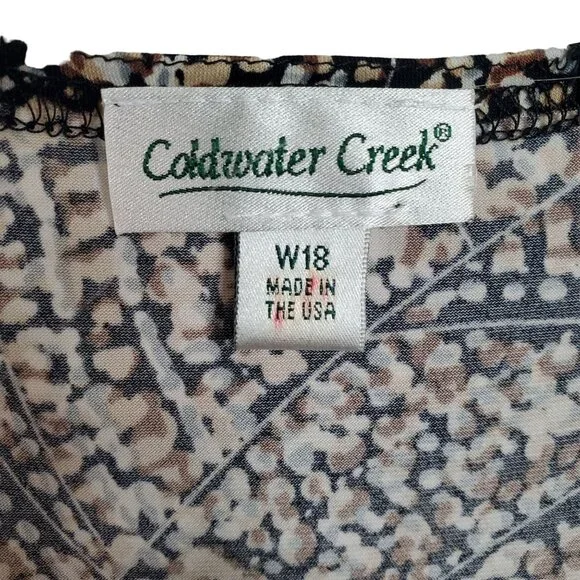 Coldwater Creek®
W18
MADE IN
THE USA